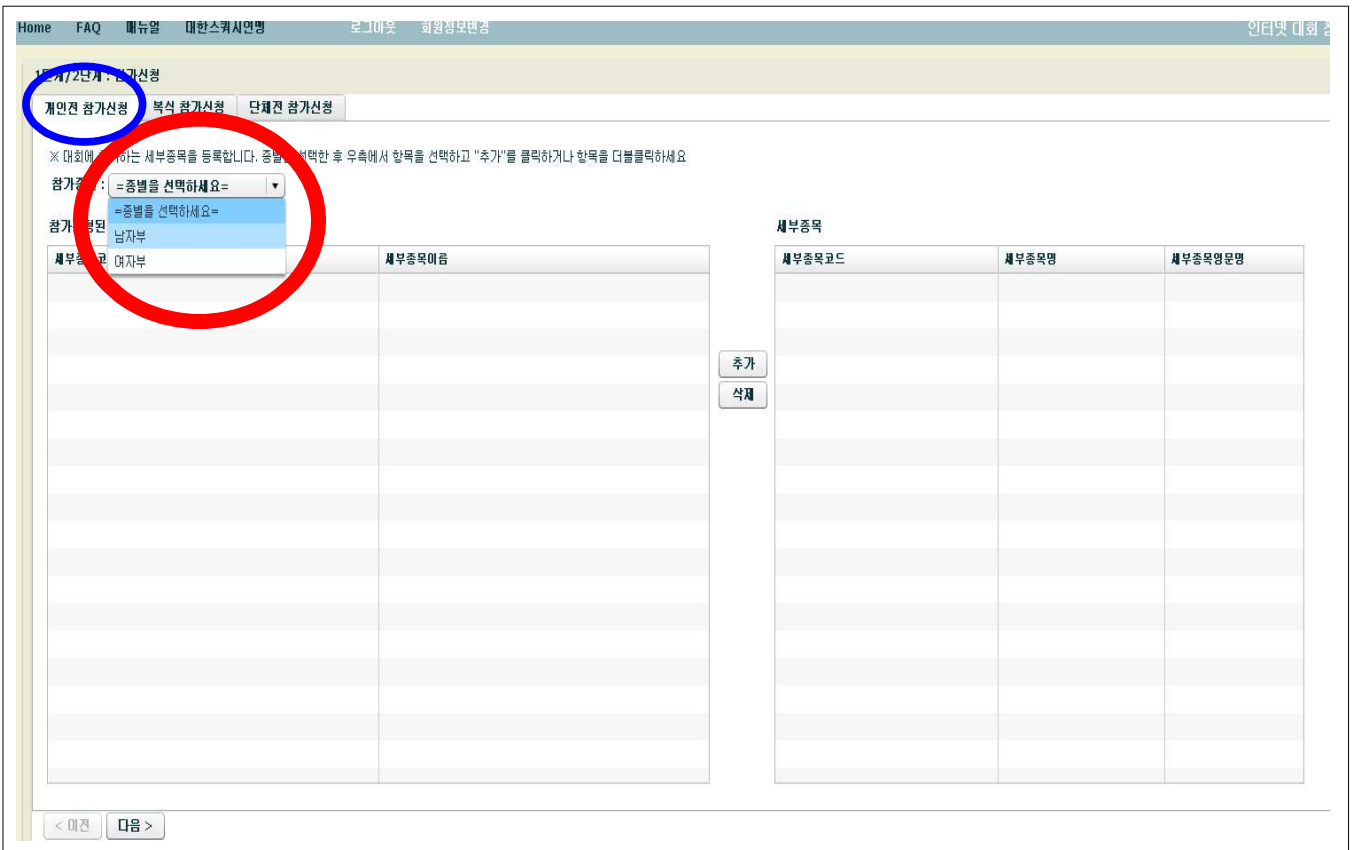 Home FAQ 매뉴얼 대한스쿼시연맹 로그아웃 회원정보변경 인터넷 대회
1단계/2단계 : 참가신청
개인전 참가신청 복식 참가신청 단체전 참가신청
※ 대회에 하는 세부종목을 등록합니다. 종별을 선택한 후 우측에서 항목을 선택하고 "추가"를 클릭하거나 항목을 더블클릭하세요
: =종별을 선택하세요=
=종별을 선택하세요=
남자부
여자부
세부종목
세부종목이름 세부종목코드 세부종목명 세부종목영문명
추가
삭제
< 이전 다음 >